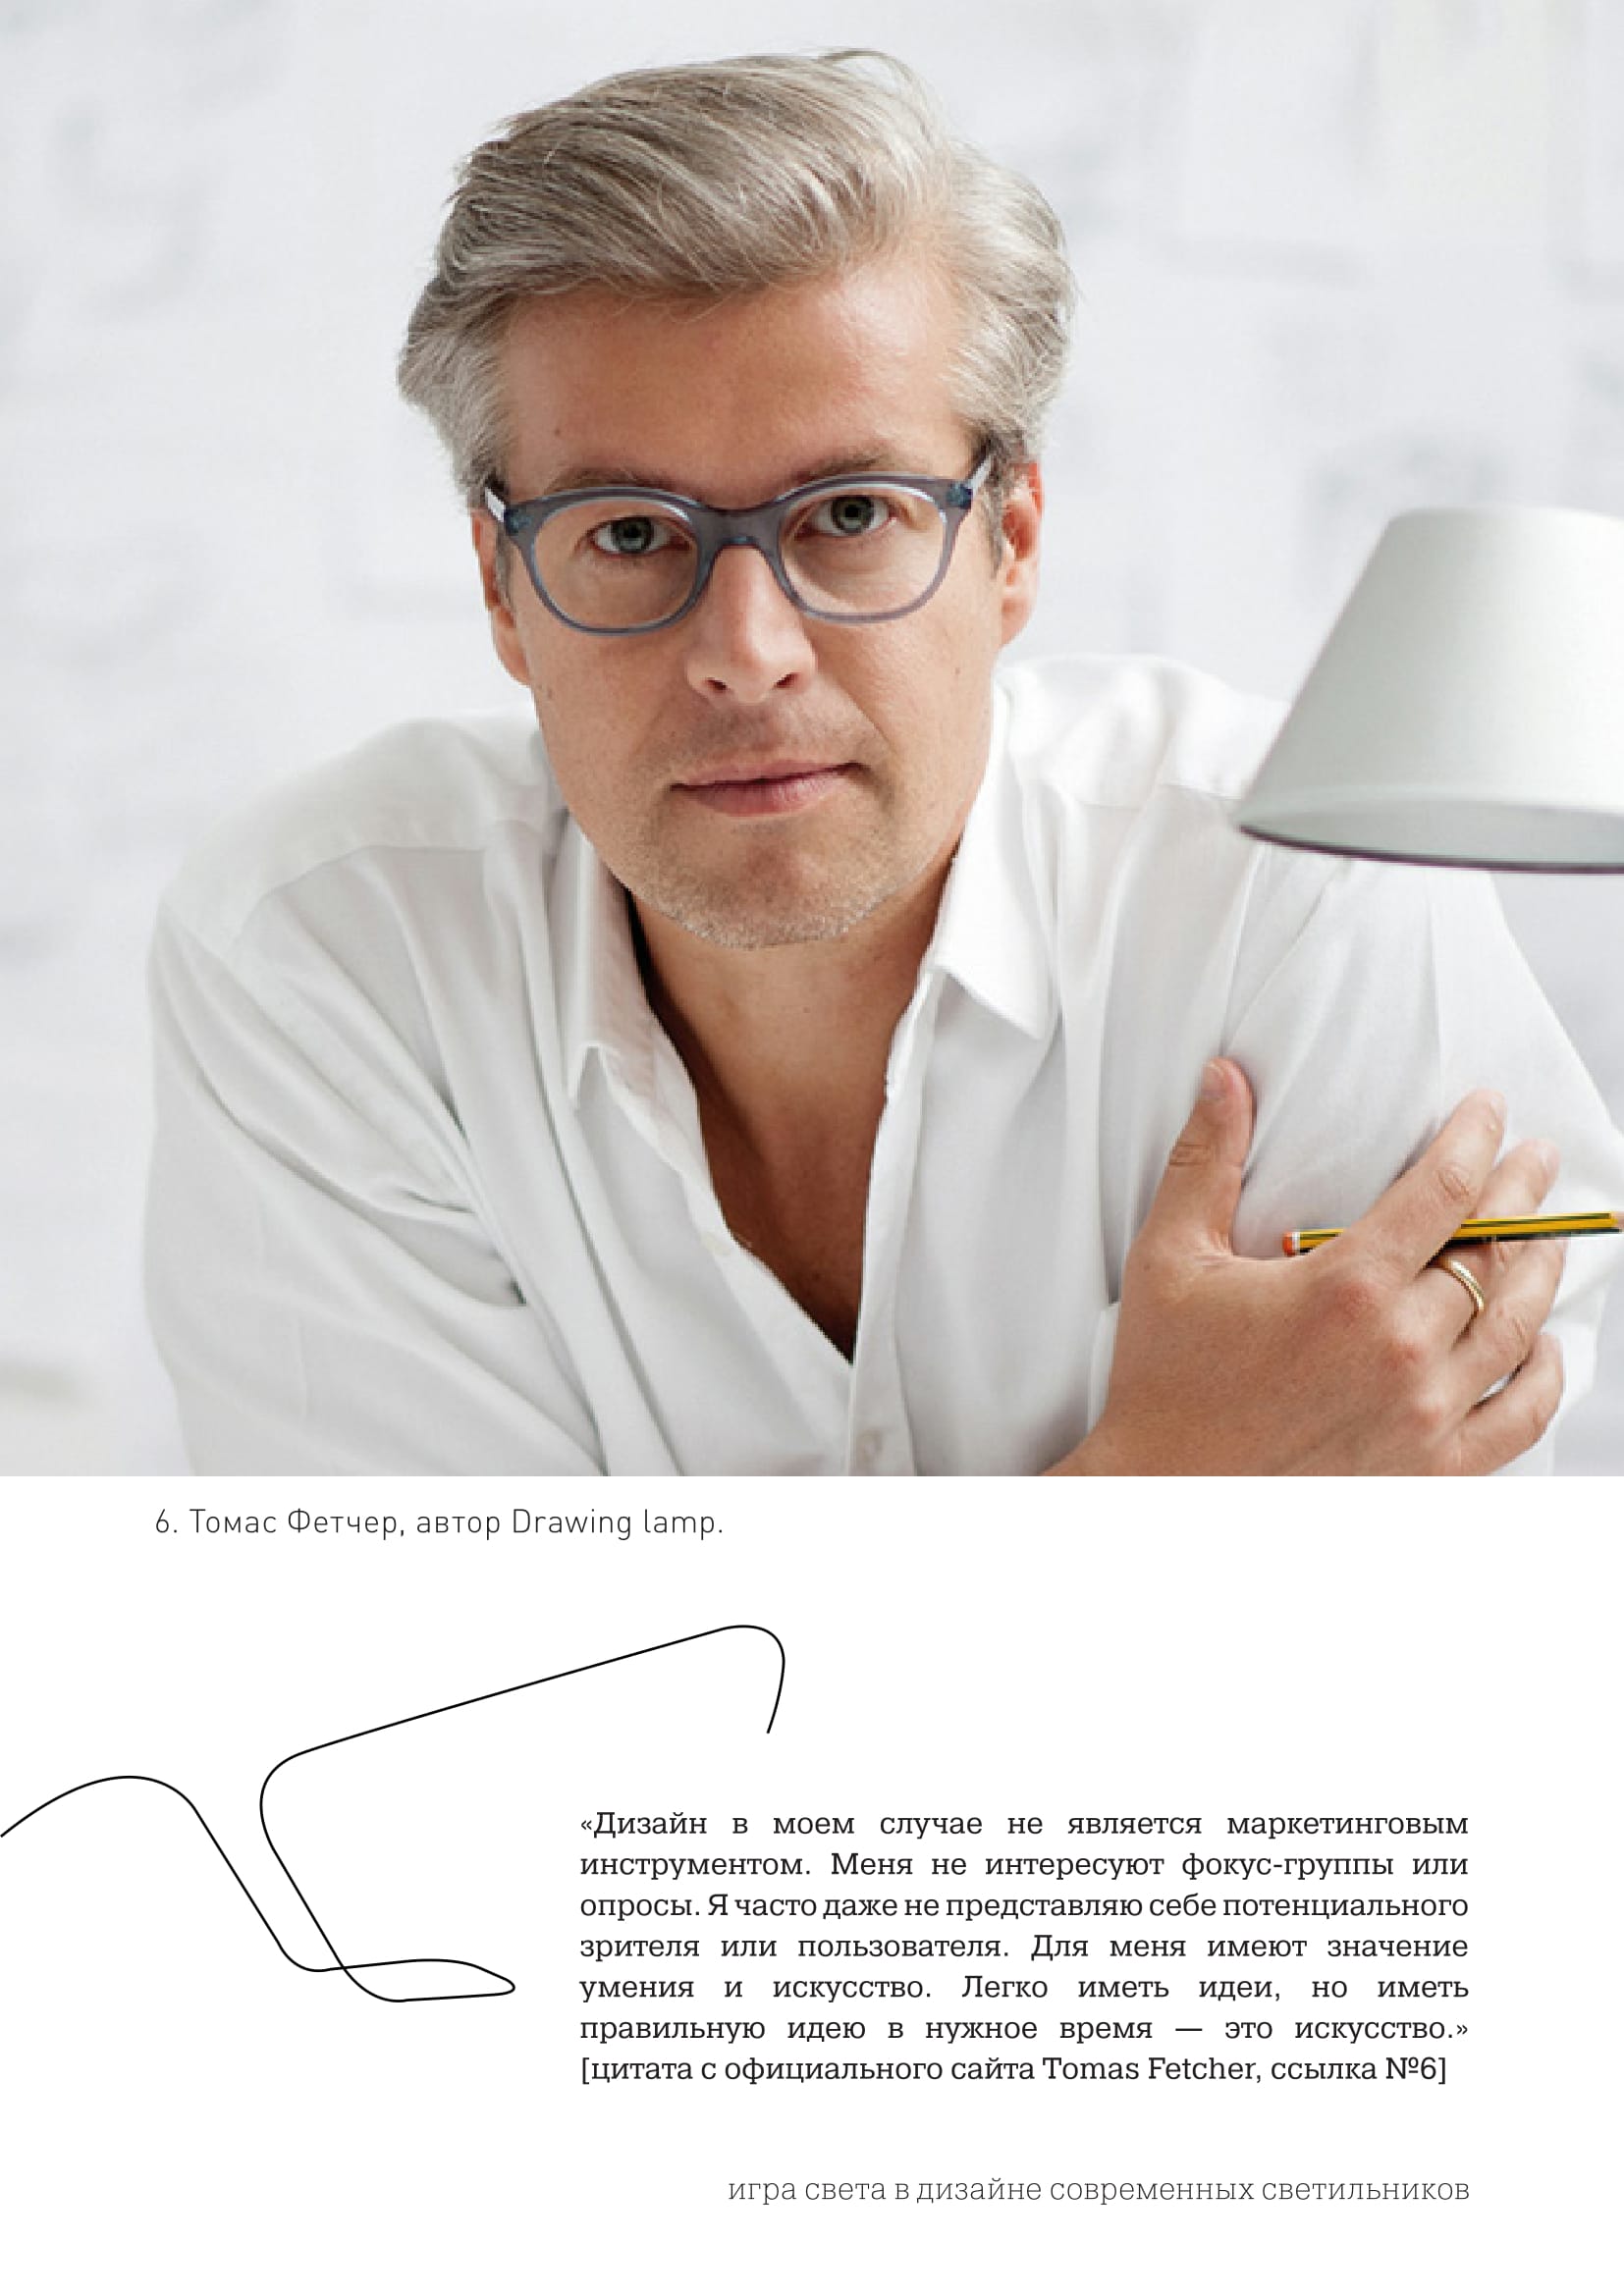 6. Томас Фетчер, автор Drawing lamp.
«Дизайн в моем случае не является маркетинговым
инструментом. Меня не интересуют фокус-группы или
опросы. Я часто даже не представляю себе потенциального
зрителя или пользователя. Для меня имеют значение
умения и искусство. Легко иметь идеи, но иметь
правильную идею в нужное время — это искусство.»
[цитата с официального сайта Tomas Fetcher, ссылка №6]
игра света в дизайне современных светильников